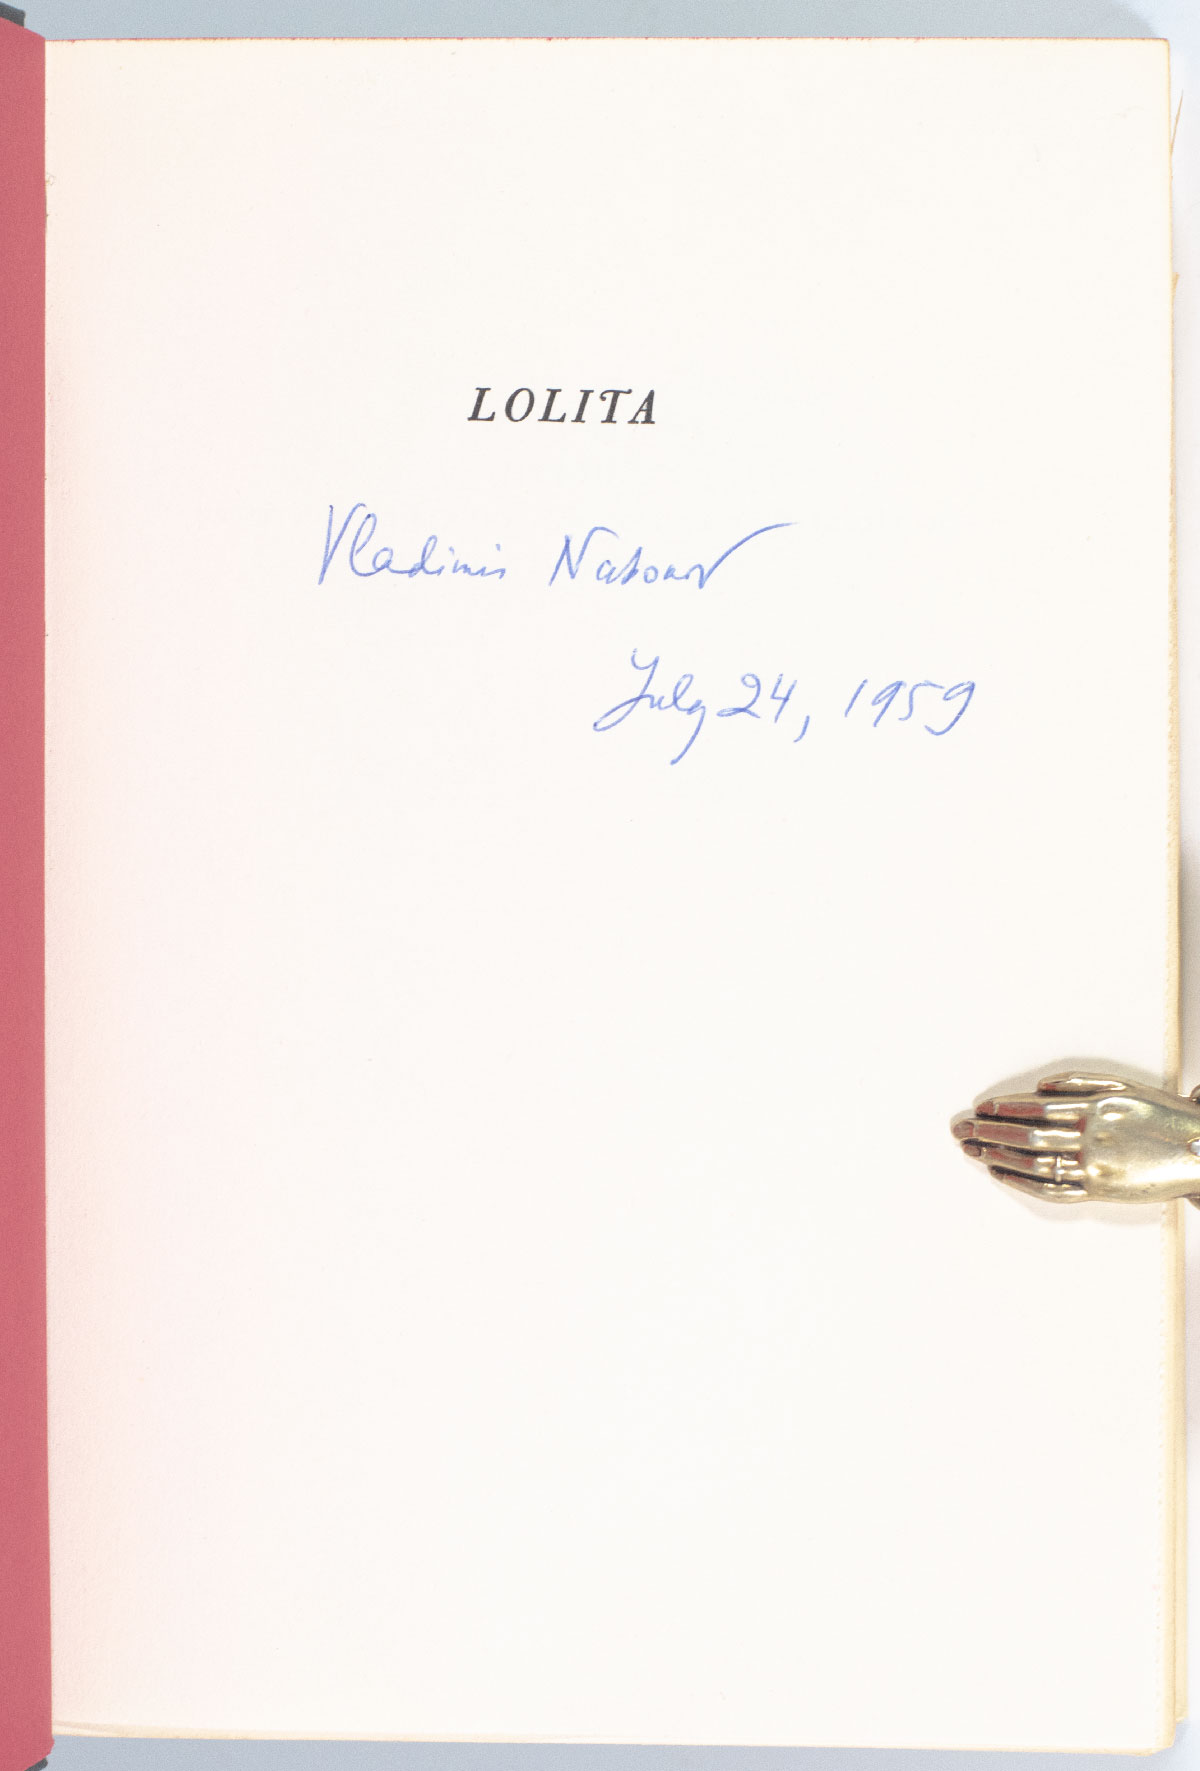 LOLITA
Vladimir Nabokov
July 24, 1959